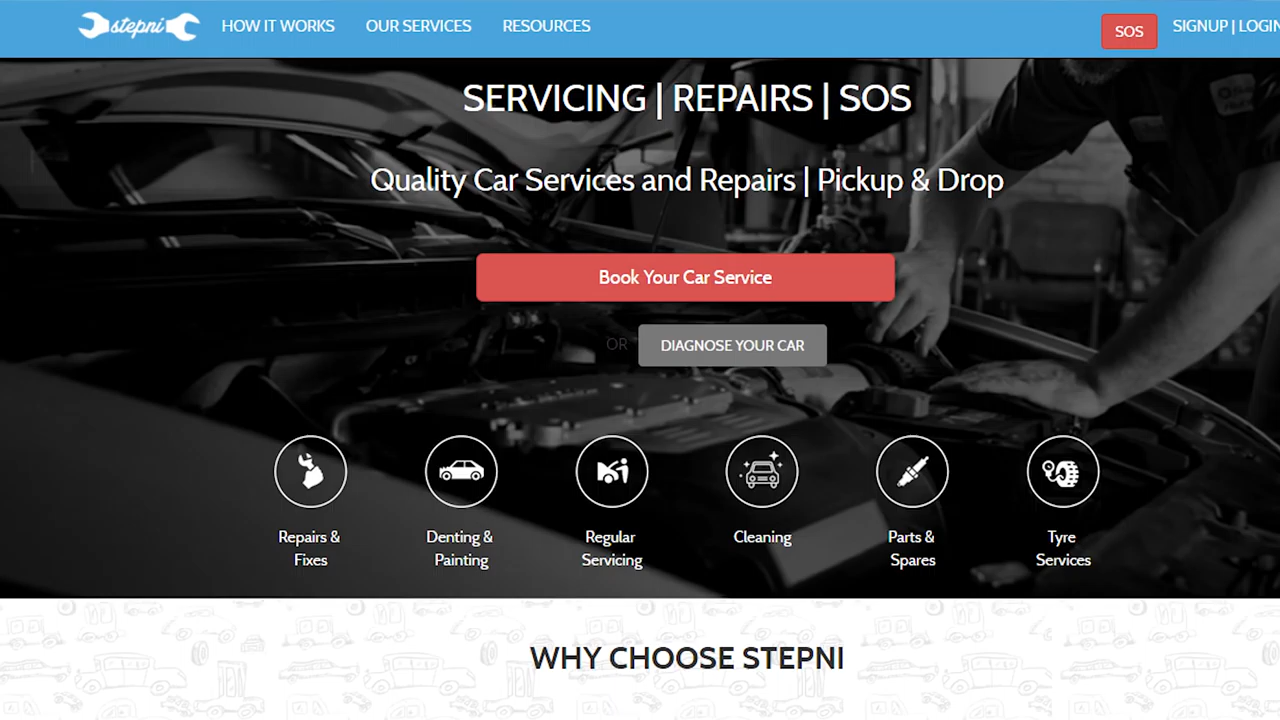 stepni
HOW IT WORKS
OUR SERVICES
RESOURCES
SOS
SIGNUP | LOGIN
SERVICING | REPAIRS | SOS
Quality Car Services and Repairs | Pickup & Drop
Book Your Car Service
OR
DIAGNOSE YOUR CAR
Repairs &
Fixes
Denting &
Painting
Regular
Servicing
Cleaning
Parts &
Spares
Tyre
Services
WHY CHOOSE STEPNI